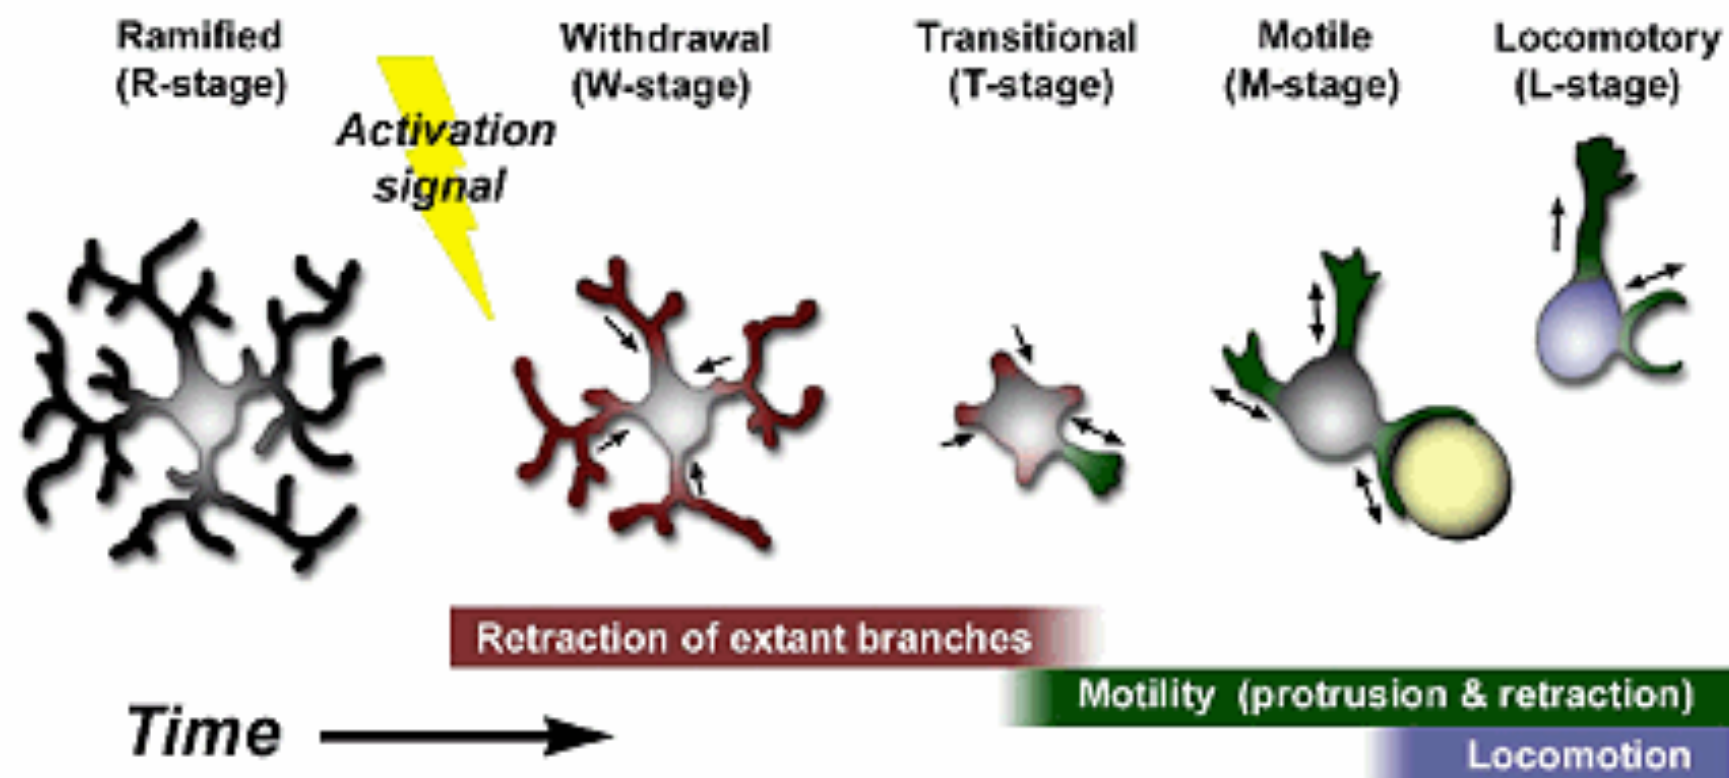 Ramified
(R-stage)
Activation
signal
Withdrawal
(W-stage)
Transitional
(T-stage)
Motile
(M-stage)
Locomotory
(L-stage)
Retraction of extant branches
Motility (protrusion & retraction)
Locomotion
Time